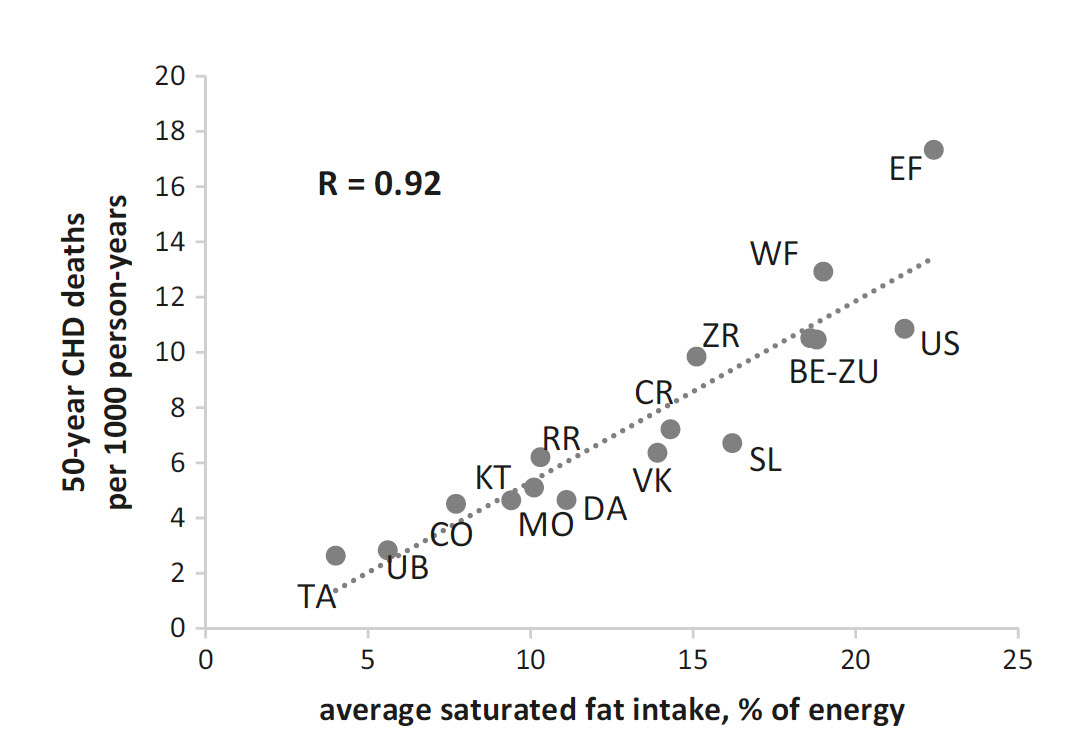 20
18
16
14
12
10
8
6
4
2
0
50-year CHD deaths
per 1000 person-years
R = 0.92
EF
WF
US
ZR
BE-ZU
CR
SL
VK
RR
KT
DA
MO
CO
UB
TA
0 5 10 15 20 25
average saturated fat intake, % of energy